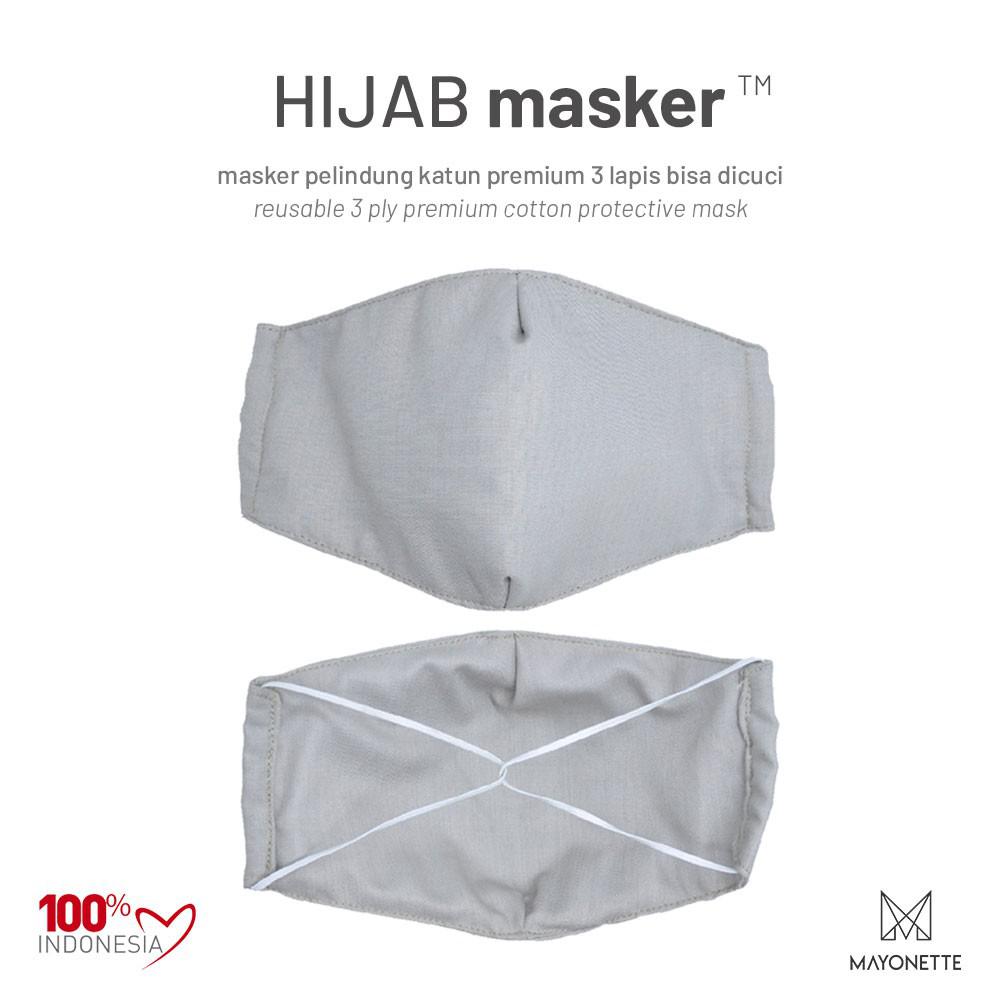 HIJAB masker TM
masker pelindung katun premium 3 lapis bisa dicuci
reusable 3 ply premium cotton protective mask
100%
INDONESIA
MAYONETTE